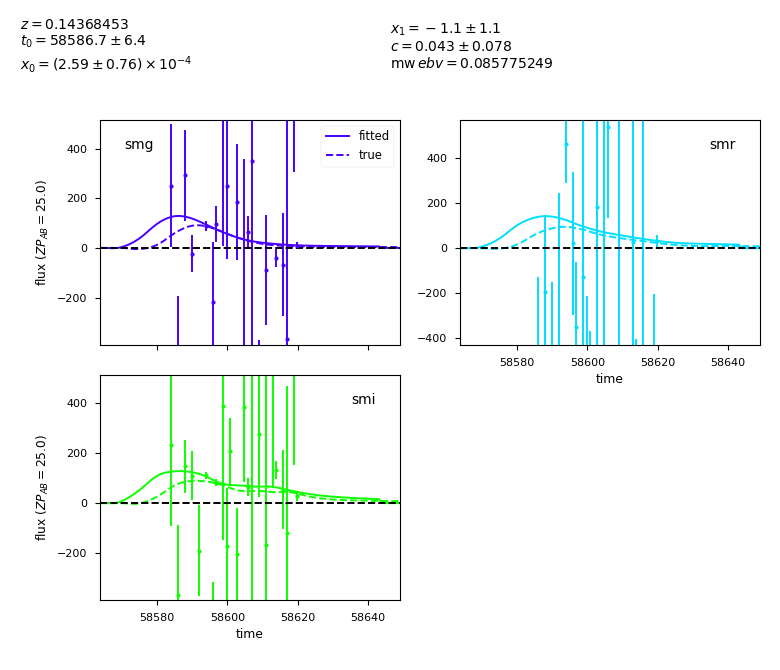 z = 0.14368453
t₀ = 58586.7 ± 6.4
x₀ = (2.59 ± 0.76) × 10⁻⁴
x₁ = −1.1 ± 1.1
c = 0.043 ± 0.078
mw ebv = 0.085775249
smg
fitted
true
400
200
0
−200
flux (ZP_AB = 25.0)
smr
400
200
0
−200
−400
58580
58600
58620
58640
time
smi
400
200
0
−200
flux (ZP_AB = 25.0)
58580
58600
58620
58640
time